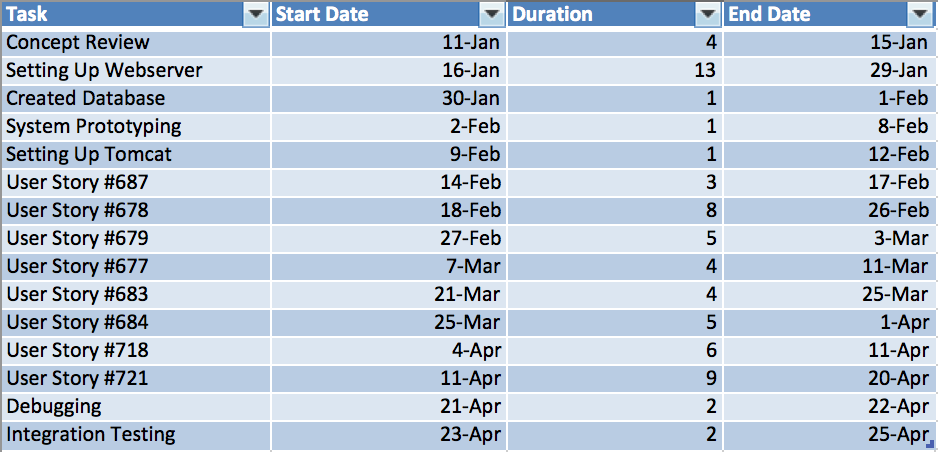 Task Start Date Duration End Date
Concept Review 11-Jan 4 15-Jan
Setting Up Webserver 16-Jan 13 29-Jan
Created Database 30-Jan 1 1-Feb
System Prototyping 2-Feb 1 8-Feb
Setting Up Tomcat 9-Feb 1 12-Feb
User Story #687 14-Feb 3 17-Feb
User Story #678 18-Feb 8 26-Feb
User Story #679 27-Feb 5 3-Mar
User Story #677 7-Mar 4 11-Mar
User Story #683 21-Mar 4 25-Mar
User Story #684 25-Mar 5 1-Apr
User Story #718 4-Apr 6 11-Apr
User Story #721 11-Apr 9 20-Apr
Debugging 21-Apr 2 22-Apr
Integration Testing 23-Apr 2 25-Apr